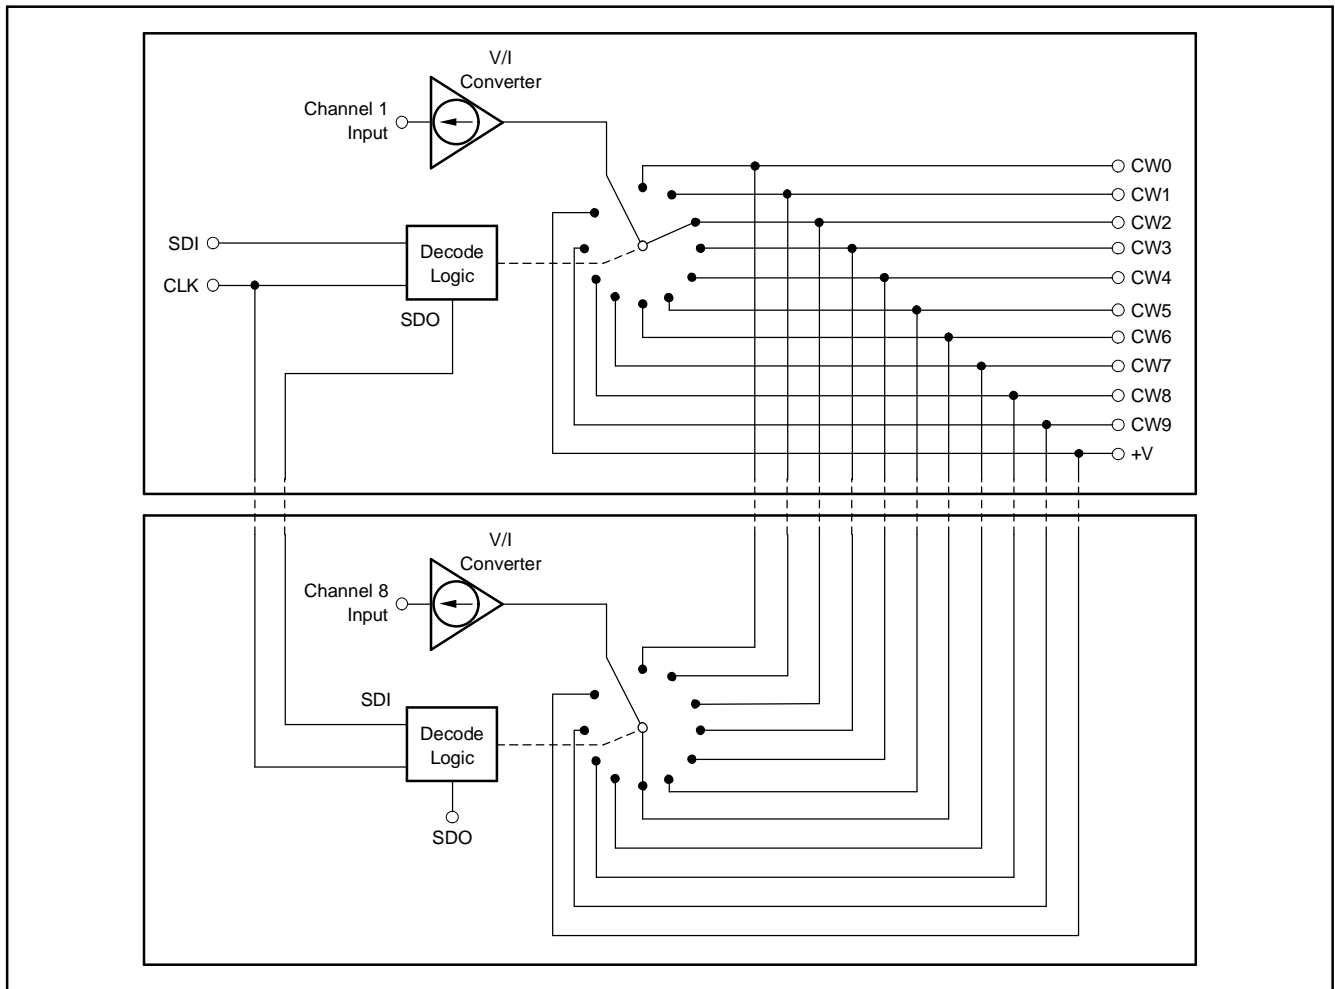 V/I
Converter
Channel 1
Input
CW0
CW1
CW2
SDI
Decode
Logic
CW3
CLK
CW4
SDO
CW5
CW6
CW7
CW8
CW9
+V
V/I
Converter
Channel 8
Input
SDI
Decode
Logic
SDO